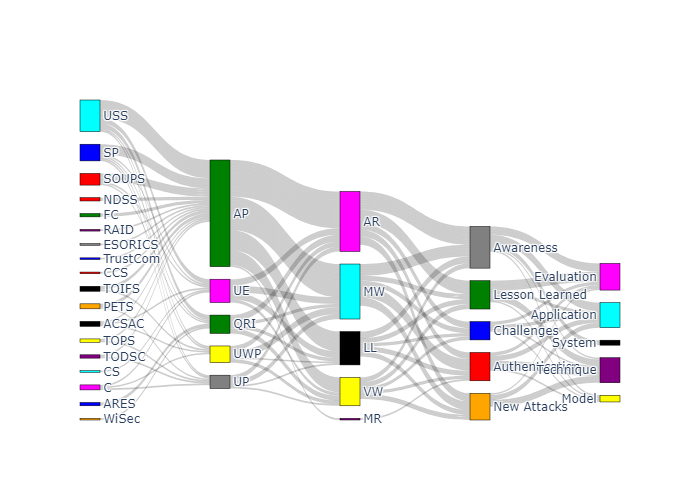 USS
SP
SOUPS
NDSS
FC
RAID
ESORICS
TrustCom
CCS
TOIFS
PETS
ACSAC
TOPS
TODSC
CS
C
ARES
WiSec
AP
UE
QRI
UWP
UP
AR
MW
LL
VW
MR
Awareness
Lesson Learned
Challenges
Authentication
New Attacks
Evaluation
Application
System
Technique
Model